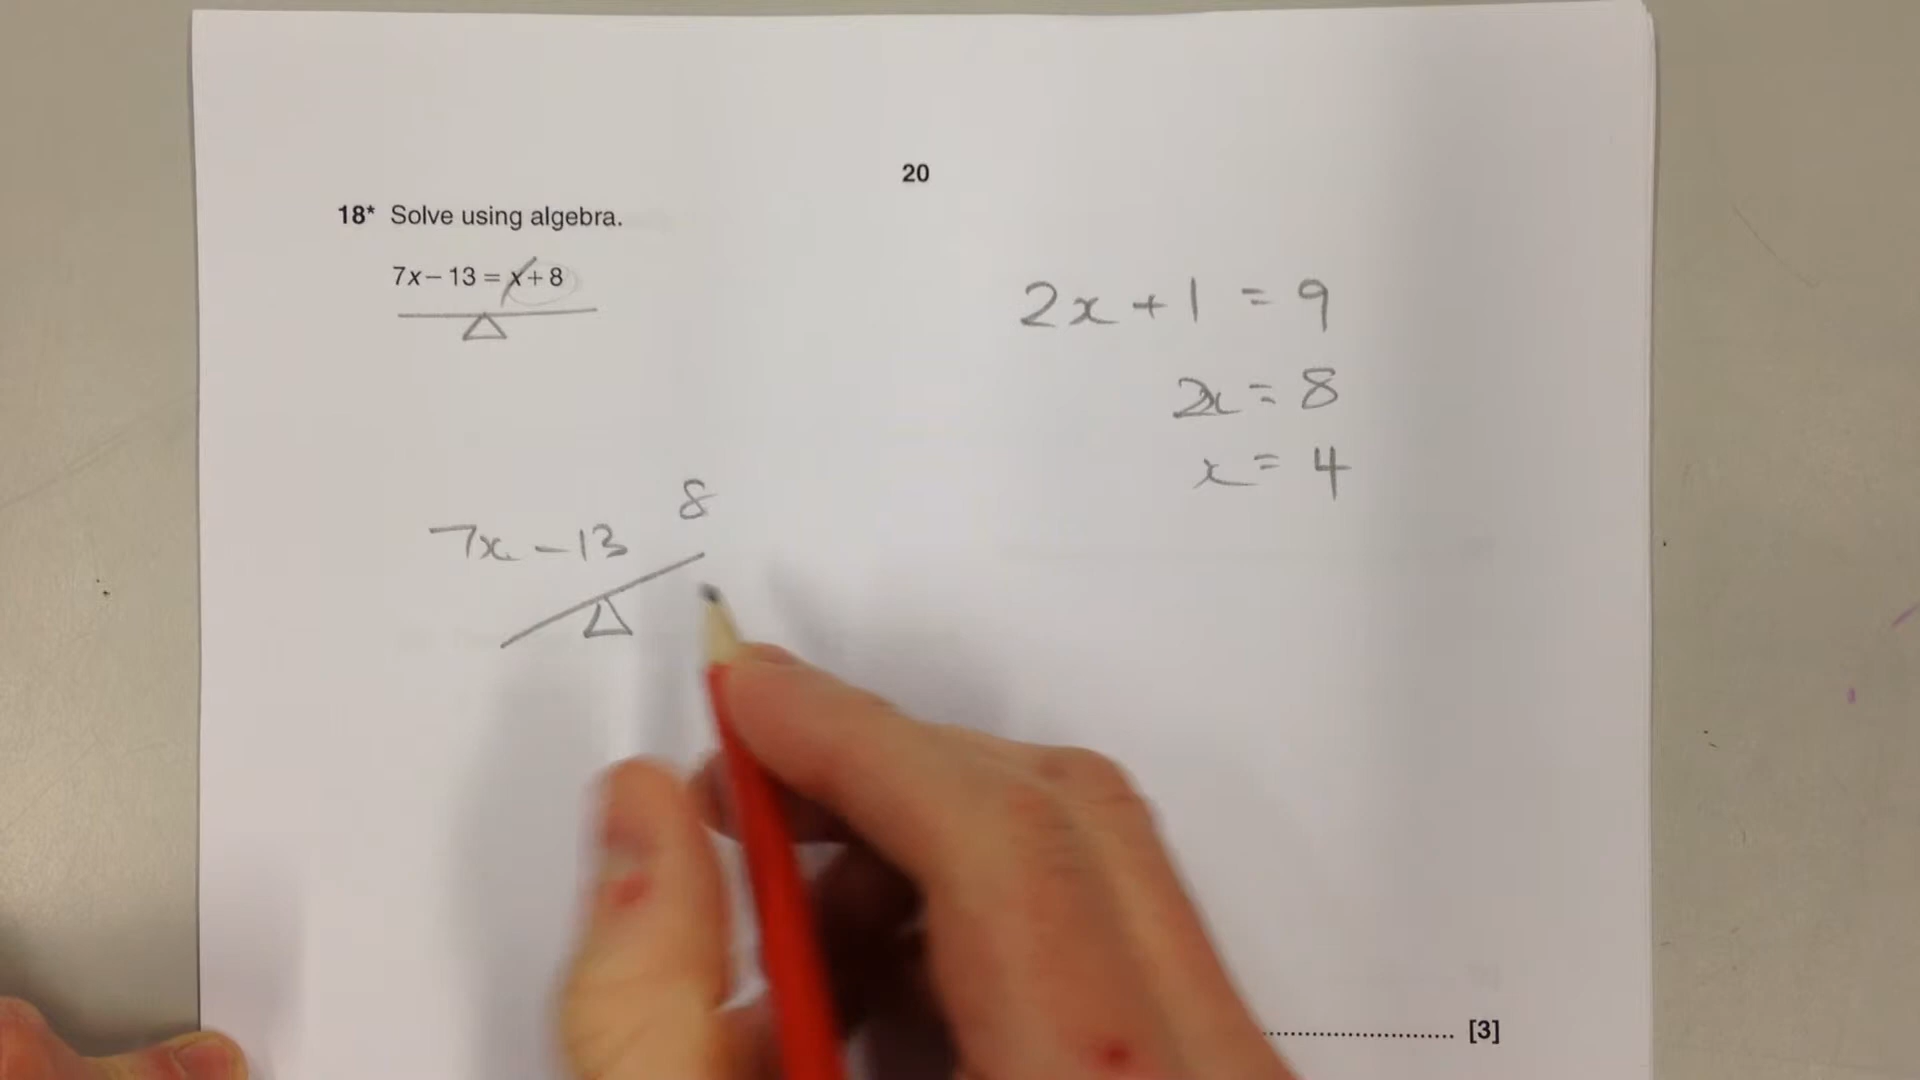 20
18* Solve using algebra.
7x – 13 = x + 8
2x + 1 = 9
2x = 8
x = 4
8
7x – 13
[3]